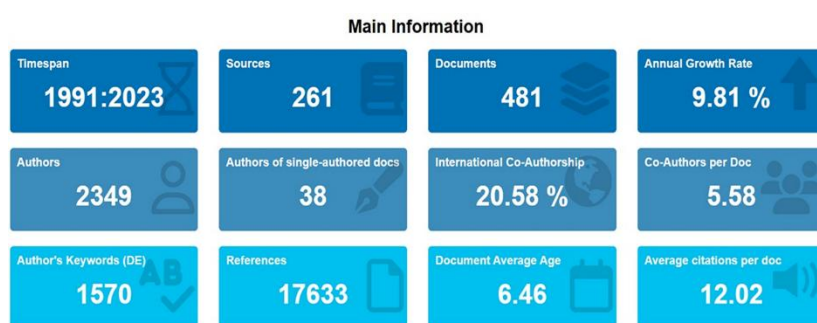 Main Information
Timespan
1991:2023
Sources
261
Documents
481
Annual Growth Rate
9.81 %
Authors
2349
Authors of single-authored docs
38
International Co-Authorship
20.58 %
Co-Authors per Doc
5.58
Author's Keywords (DE)
1570
AB
References
17633
Document Average Age
6.46
Average citations per doc
12.02